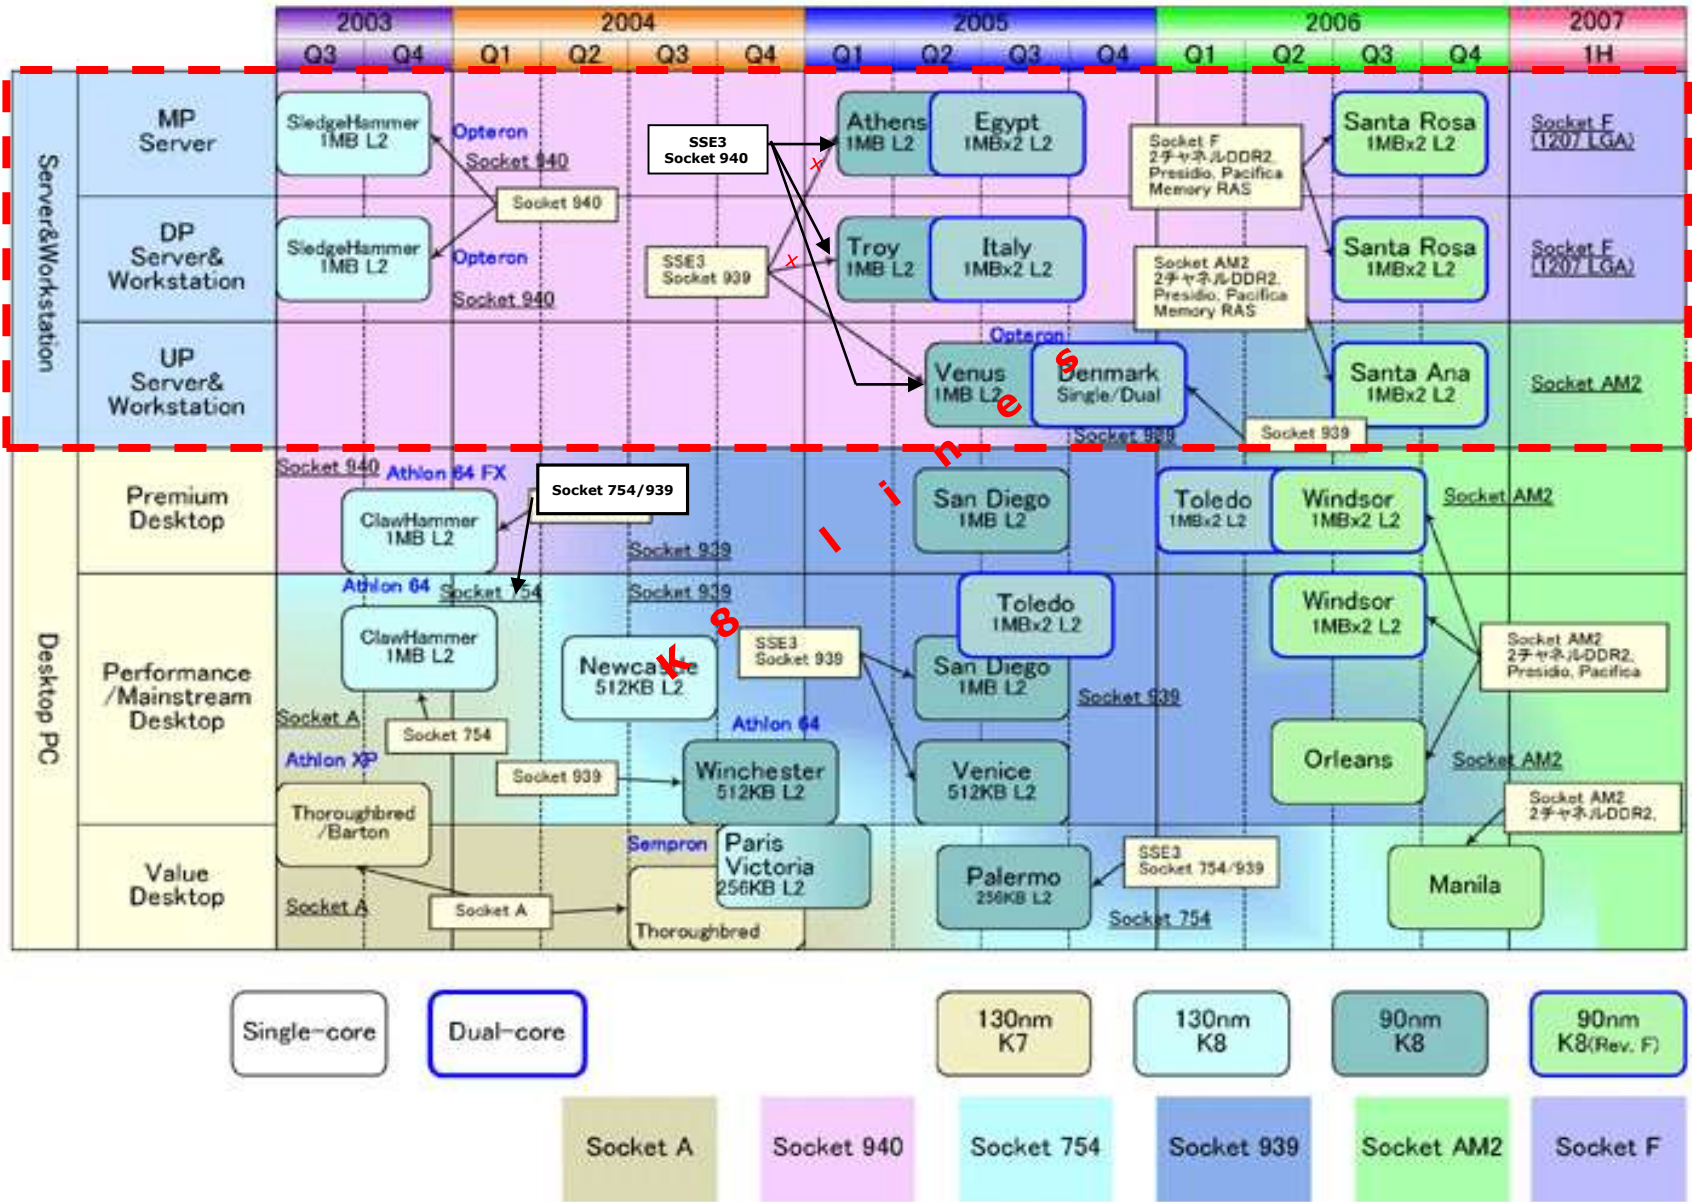 2003
2004
2005
2006
2007
Q3
Q4
Q1
Q2
Q3
Q4
Q1
Q2
Q3
Q4
Q1
Q2
Q3
Q4
1H
Server&Workstation
MP
Server
SledgeHammer
1MB L2
Opteron
Socket 940
Socket 940
SSE3
Socket 940
x
Athens
1MB L2
Egypt
1MBx2 L2
Socket F
2チャネルDDR2,
Presidio, Pacifica
Memory RAS
Santa Rosa
1MBx2 L2
Socket F
(1207 LGA)
DP
Server&
Workstation
SledgeHammer
1MB L2
Opteron
Socket 940
SSE3
Socket 939
x
Troy
1MB L2
Italy
1MBx2 L2
Socket AM2
2チャネルDDR2,
Presidio, Pacifica
Memory RAS
Santa Rosa
1MBx2 L2
Socket F
(1207 LGA)
UP
Server&
Workstation
Opteron
Venus
1MB L2
Denmark
Single/Dual
Socket 939
Socket 939
Santa Ana
1MBx2 L2
Socket AM2
K8 lines
Desktop PC
Premium
Desktop
Socket 940
Athlon 64 FX
ClawHammer
1MB L2
Socket 754/939
Socket 939
San Diego
1MB L2
Toledo
1MBx2 L2
Windsor
1MBx2 L2
Socket AM2
Performance
/Mainstream
Desktop
Athlon 64
Socket 754
Socket 939
ClawHammer
1MB L2
Newcastle
512KB L2
SSE3
Socket 939
Toledo
1MBx2 L2
San Diego
1MB L2
Socket 939
Windsor
1MBx2 L2
Socket AM2
2チャネルDDR2,
Presidio, Pacifica
Socket A
Socket 754
Athlon 64
Athlon XP
Socket 939
Winchester
512KB L2
Venice
512KB L2
Orleans
Socket AM2
Thoroughbred
/Barton
Socket AM2
2チャネルDDR2,
Value
Desktop
Sempron
Paris
Victoria
256KB L2
Palermo
256KB L2
SSE3
Socket 754/939
Manila
Socket A
Socket A
Thoroughbred
Socket 754
Single-core
Dual-core
130nm
K7
130nm
K8
90nm
K8
90nm
K8(Rev. F)
Socket A
Socket 940
Socket 754
Socket 939
Socket AM2
Socket F